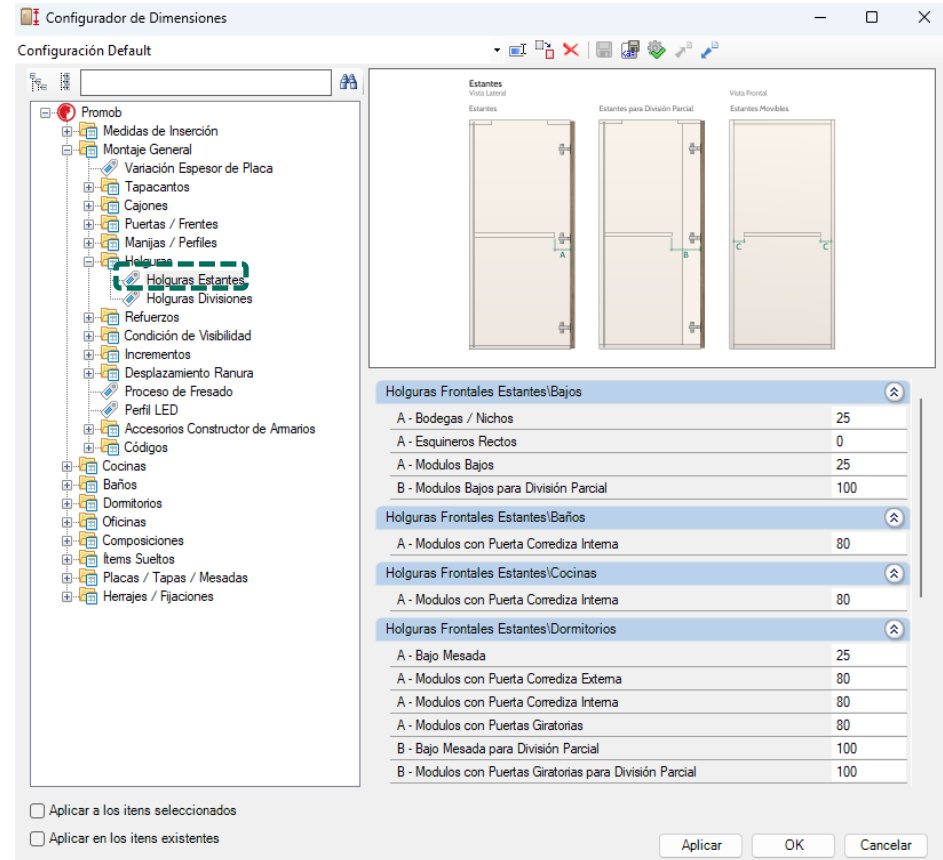 Configurador de Dimensiones
Configuración Default
Promob
Medidas de Inserción
Montaje General
Variación Espesor de Placa
Tapacantos
Cajones
Puertas / Frentes
Manijas / Perfiles
Holguras
Holguras Estantes
Holguras Divisiones
Refuerzos
Condición de Visibilidad
Incrementos
Desplazamiento Ranura
Proceso de Fresado
Perfil LED
Accesorios Constructor de Armarios
Códigos
Cocinas
Baños
Dormitorios
Oficinas
Composiciones
Ítems Sueltos
Placas / Tapas / Mesadas
Herrajes / Fijaciones
Estantes
Vista Lateral
Vista Frontal
Estantes
Estantes para División Parcial
Estantes Movibles
A
B
C
C
Holguras Frontales Estantes\Bajos
A - Bodegas / Nichos 25
A - Esquineros Rectos 0
A - Modulos Bajos 25
B - Modulos Bajos para División Parcial 100
Holguras Frontales Estantes\Baños
A - Modulos con Puerta Corrediza Interna 80
Holguras Frontales Estantes\Cocinas
A - Modulos con Puerta Corrediza Interna 80
Holguras Frontales Estantes\Dormitorios
A - Bajo Mesada 25
A - Modulos con Puerta Corrediza Externa 80
A - Modulos con Puerta Corrediza Interna 80
A - Modulos con Puertas Giratorias 80
B - Bajo Mesada para División Parcial 100
B - Modulos con Puertas Giratorias para División Parcial 100
Aplicar a los itens seleccionados
Aplicar en los itens existentes
Aplicar
OK
Cancelar